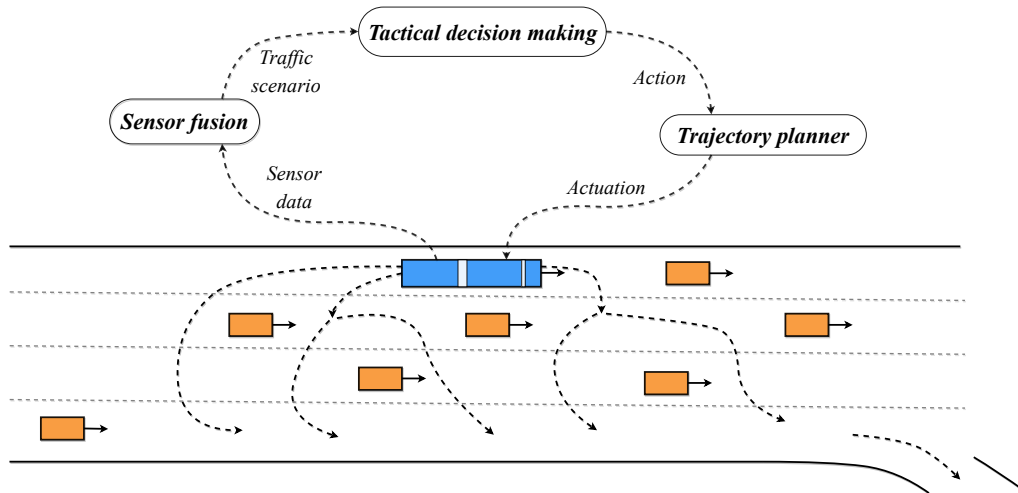 Tactical decision making
Traffic
scenario
Action
Sensor fusion
Trajectory planner
Sensor
data
Actuation